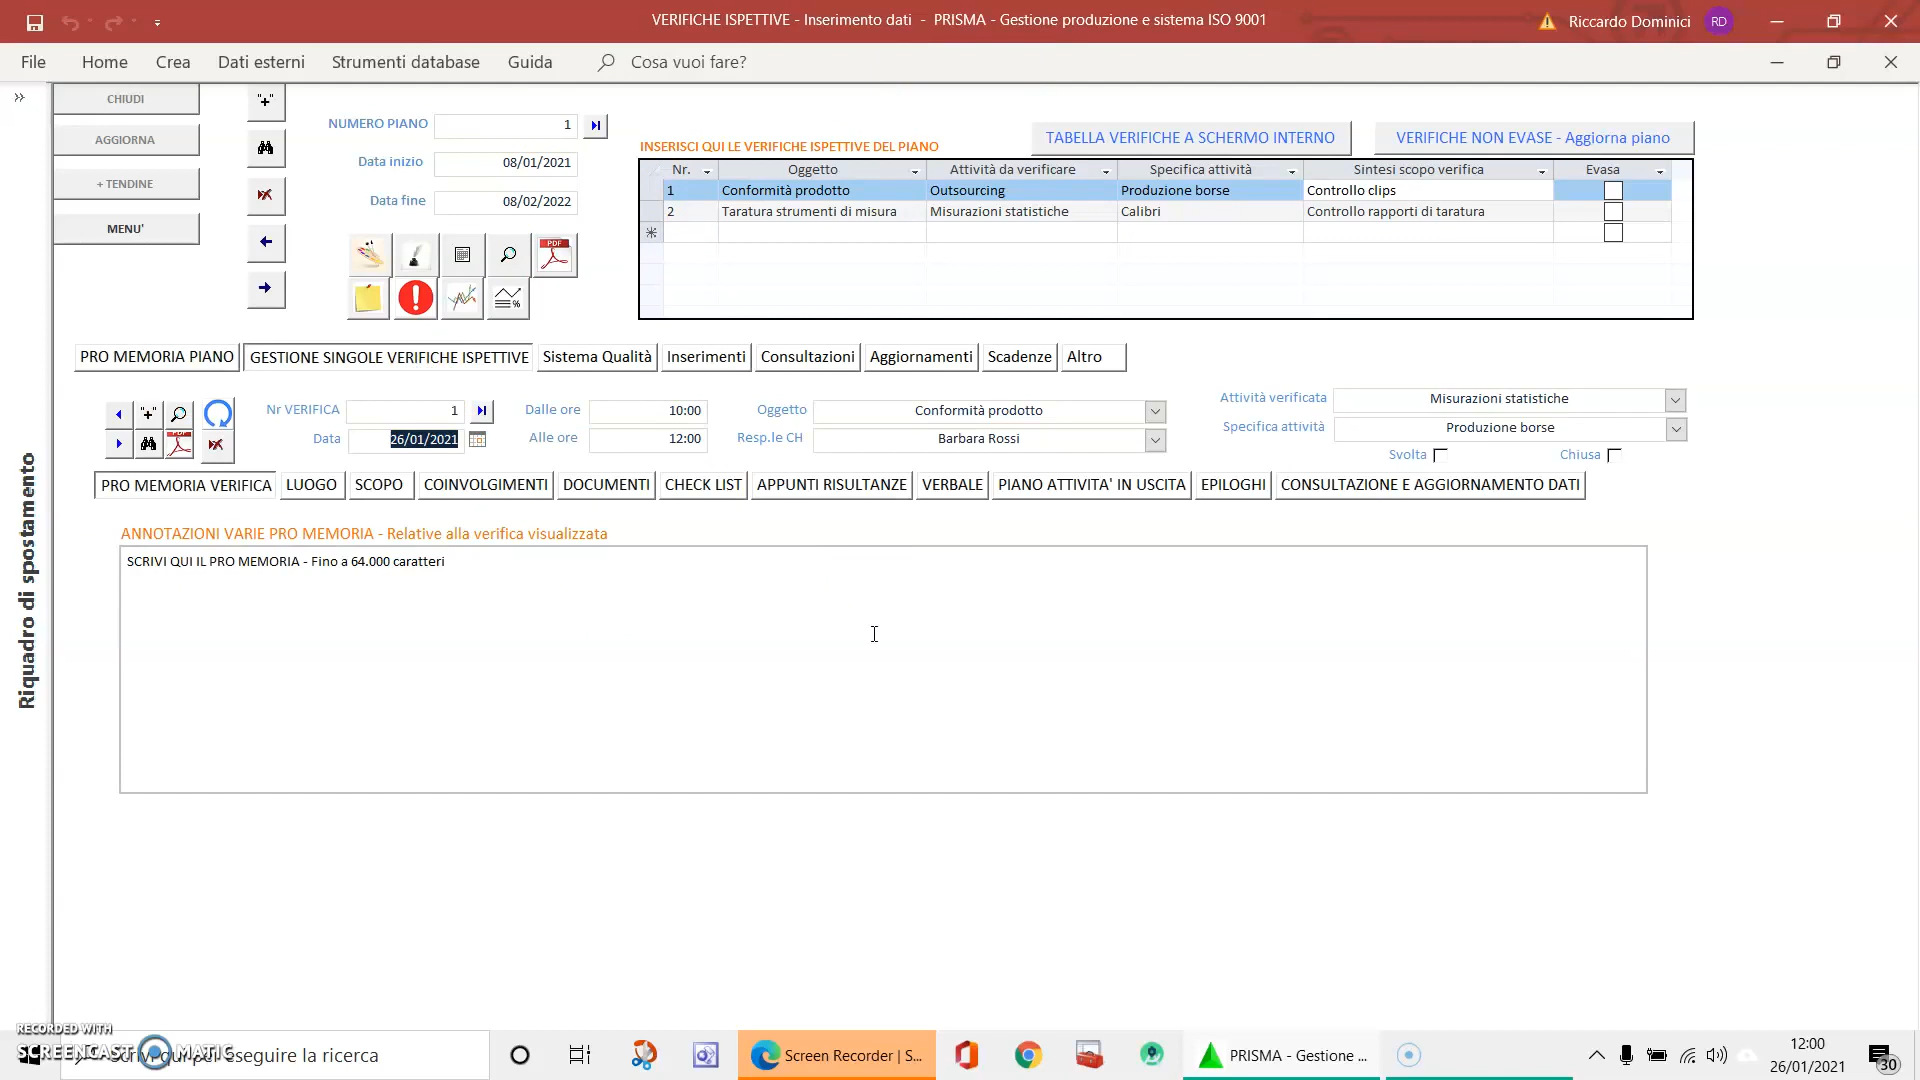 VERIFICHE ISPETTIVE - Inserimento dati - PRISMA - Gestione produzione e sistema ISO 9001
Riccardo Dominici RD
File Home Crea Dati esterni Strumenti database Guida Cosa vuoi fare?
CHIUDI
AGGIORNA
+ TENDINE
MENU'
"+"
NUMERO PIANO 1
Data inizio 08/01/2021
Data fine 08/02/2022
PDF
INSERISCI QUI LE VERIFICHE ISPETTIVE DEL PIANO
TABELLA VERIFICHE A SCHERMO INTERNO
VERIFICHE NON EVASE - Aggiorna piano
Nr. Oggetto Attività da verificare Specifica attività Sintesi scopo verifica Evasa
1 Conformità prodotto Outsourcing Produzione borse Controllo clips
2 Taratura strumenti di misura Misurazioni statistiche Calibri Controllo rapporti di taratura
PRO MEMORIA PIANO GESTIONE SINGOLE VERIFICHE ISPETTIVE Sistema Qualità Inserimenti Consultazioni Aggiornamenti Scadenze Altro
"+"
Nr VERIFICA 1 Dalle ore 10:00 Oggetto Conformità prodotto Attività verificata Misurazioni statistiche
Data 26/01/2021 Alle ore 12:00 Resp.le CH Barbara Rossi Specifica attività Produzione borse
Svolta Chiusa
PRO MEMORIA VERIFICA LUOGO SCOPO COINVOLGIMENTI DOCUMENTI CHECK LIST APPUNTI RISULTANZE VERBALE PIANO ATTIVITA' IN USCITA EPILOGHI CONSULTAZIONE E AGGIORNAMENTO DATI
ANNOTAZIONI VARIE PRO MEMORIA - Relative alla verifica visualizzata
SCRIVI QUI IL PRO MEMORIA - Fino a 64.000 caratteri
Riquadro di spostamento
RECORDED WITH
SCREENCAST MATIC
Scrivi qui per eseguire la ricerca
Screen Recorder | S...
PRISMA - Gestione ...
12:00
26/01/2021
30